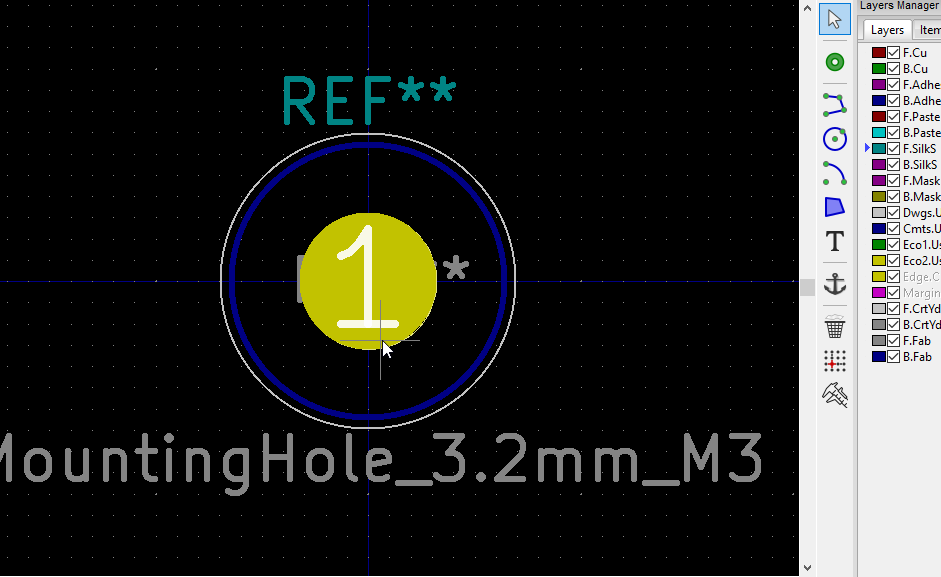 Layers Manager
Layers Item
REF**
F.Cu
B.Cu
F.Adhe
B.Adhe
F.Paste
B.Paste
F.SilkS
B.SilkS
F.Mask
B.Mask
Dwgs.U
Cmts.U
Eco1.Us
Eco2.Us
Edge.C
Margin
F.CrtYd
B.CrtYd
F.Fab
B.Fab
1
*
T
MountingHole_3.2mm_M3